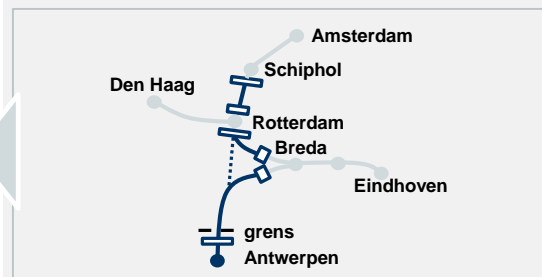 Amsterdam
Schiphol
Den Haag
Rotterdam
Breda
Eindhoven
grens
Antwerpen